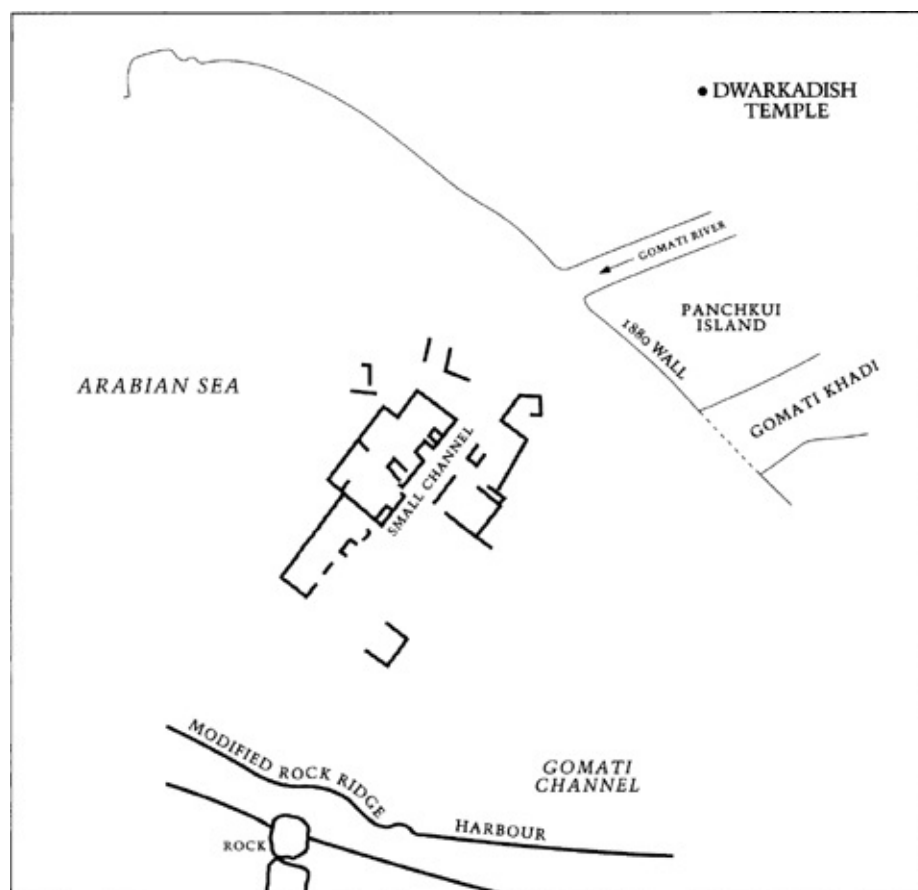 • DWARKADISH
TEMPLE
GOMATI RIVER
PANCHKUI
ISLAND
1880 WALL
ARABIAN SEA
GOMATI KHADI
SMALL CHANNEL
MODIFIED ROCK RIDGE
HARBOUR
GOMATI
CHANNEL
ROCK